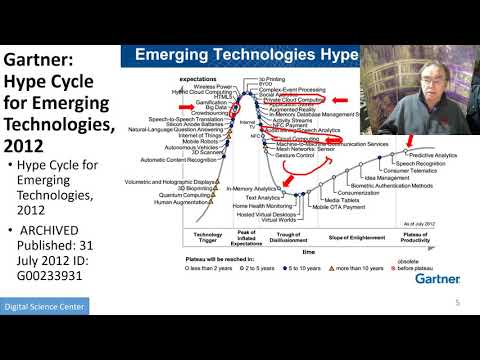 Gartner:
Hype Cycle
for Emerging
Technologies,
2012
• Hype Cycle for
Emerging
Technologies,
2012
• ARCHIVED
Published: 31
July 2012 ID:
G00233931
Digital Science Center
Emerging Technologies Hype
expectations
Wireless Power
Hybrid Cloud Computing
HTML5
Gamification
Big Data
Crowdsourcing
Speech-to-Speech Translation
Silicon Anode Batteries
Natural-Language Question Answering
Internet of Things
Mobile Robots
Autonomous Vehicles
3D Scanners
Automatic Content Recognition
Volumetric and Holographic Displays
3D Bioprinting
Quantum Computing
Human Augmentation
3D Printing
BYOD
Complex-Event Processing
Social Analytics
Private Cloud Computing
Application Stores
Augmented Reality
In-Memory Database Management Systems
Activity Streams
Internet
TV
NFC Payment
Audio Mining/Speech Analytics
NFC
Cloud Computing
Machine-to-Machine Communication Services
Mesh Networks: Sensor
Gesture Control
In-Memory Analytics
Text Analytics
Home Health Monitoring
Hosted Virtual Desktops
Virtual Worlds
Predictive Analytics
Speech Recognition
Consumer Telematics
Idea Management
Biometric Authentication Methods
Consumerization
Media Tablets
Mobile OTA Payment
As of July 2012
Technology
Trigger
Peak of
Inflated
Expectations
Trough of
Disillusionment
Slope of Enlightenment
Plateau of
Productivity
time
Plateau will be reached in:
less than 2 years
2 to 5 years
5 to 10 years
more than 10 years
obsolete
before plateau
Gartner
5